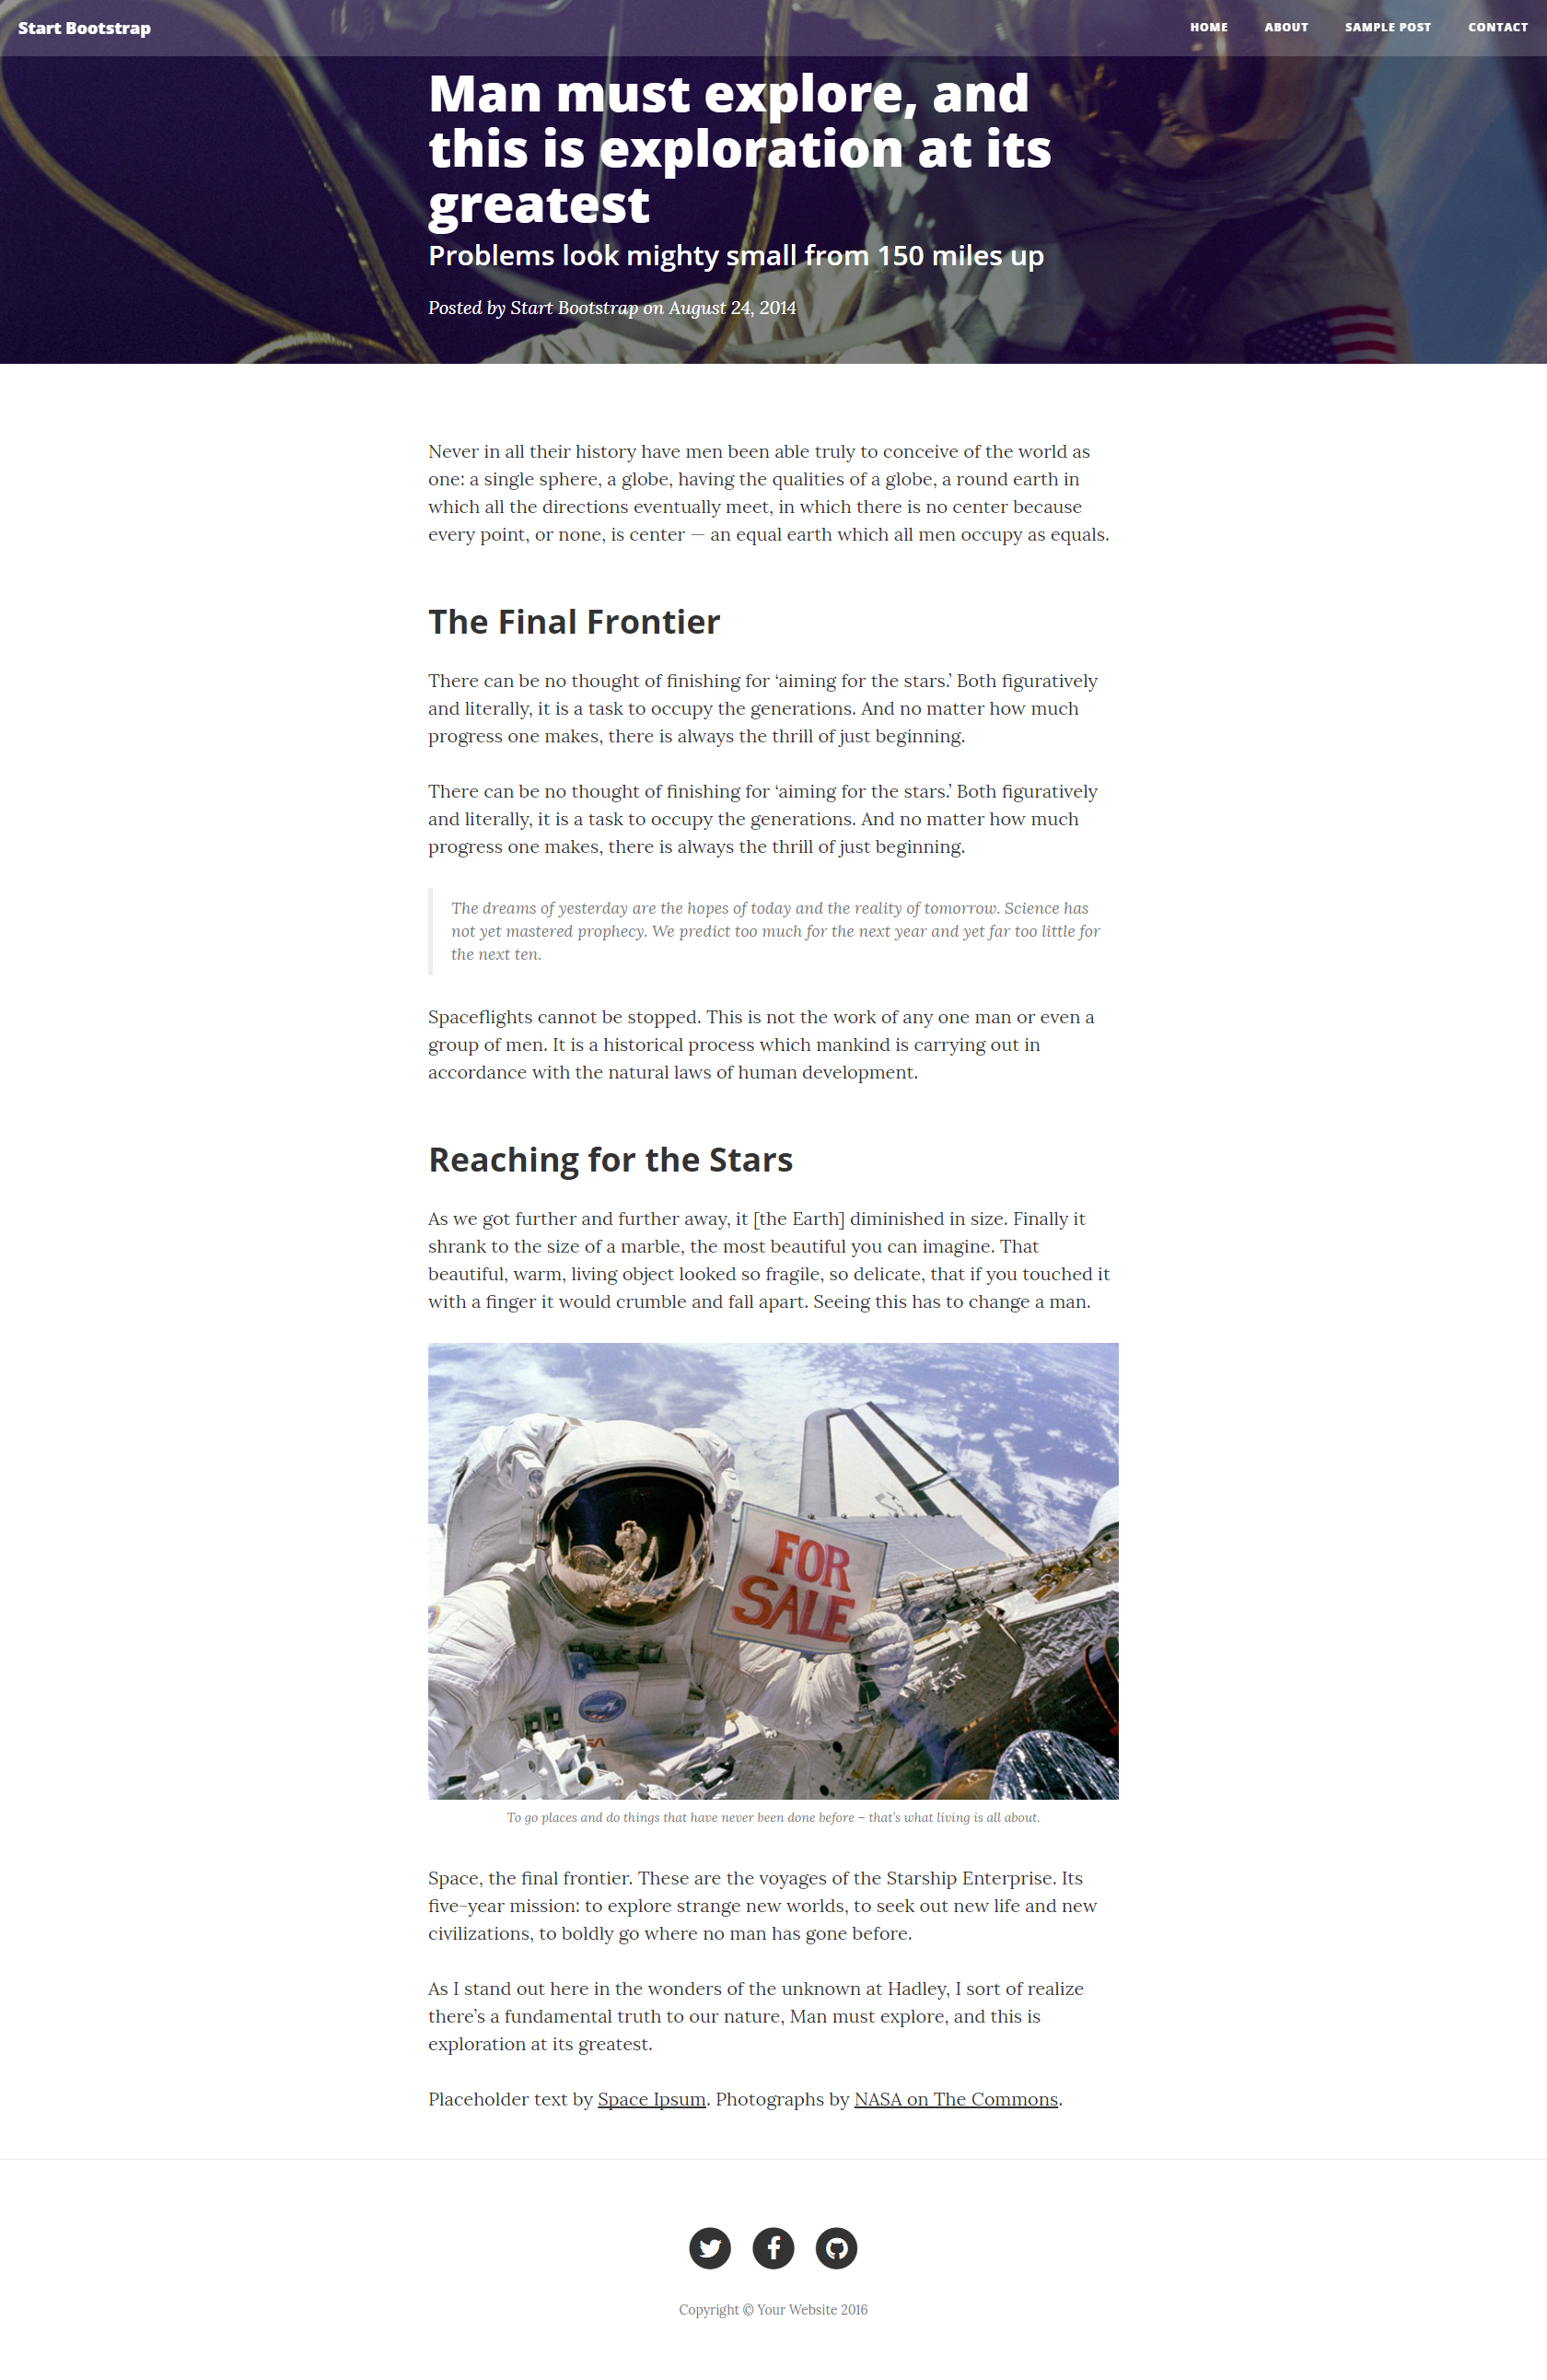 Start Bootstrap
HOME ABOUT SAMPLE POST CONTACT
Man must explore, and
this is exploration at its
greatest
Problems look mighty small from 150 miles up
Posted by Start Bootstrap on August 24, 2014
Never in all their history have men been able truly to conceive of the world as
one: a single sphere, a globe, having the qualities of a globe, a round earth in
which all the directions eventually meet, in which there is no center because
every point, or none, is center — an equal earth which all men occupy as equals.
The Final Frontier
There can be no thought of finishing for ‘aiming for the stars.’ Both figuratively
and literally, it is a task to occupy the generations. And no matter how much
progress one makes, there is always the thrill of just beginning.
There can be no thought of finishing for ‘aiming for the stars.’ Both figuratively
and literally, it is a task to occupy the generations. And no matter how much
progress one makes, there is always the thrill of just beginning.
The dreams of yesterday are the hopes of today and the reality of tomorrow. Science has
not yet mastered prophecy. We predict too much for the next year and yet far too little for
the next ten.
Spaceflights cannot be stopped. This is not the work of any one man or even a
group of men. It is a historical process which mankind is carrying out in
accordance with the natural laws of human development.
Reaching for the Stars
As we got further and further away, it [the Earth] diminished in size. Finally it
shrank to the size of a marble, the most beautiful you can imagine. That
beautiful, warm, living object looked so fragile, so delicate, that if you touched it
with a finger it would crumble and fall apart. Seeing this has to change a man.
FOR
SALE
To go places and do things that have never been done before – that’s what living is all about.
Space, the final frontier. These are the voyages of the Starship Enterprise. Its
five-year mission: to explore strange new worlds, to seek out new life and new
civilizations, to boldly go where no man has gone before.
As I stand out here in the wonders of the unknown at Hadley, I sort of realize
there’s a fundamental truth to our nature, Man must explore, and this is
exploration at its greatest.
Placeholder text by Space Ipsum. Photographs by NASA on The Commons.
Copyright © Your Website 2016